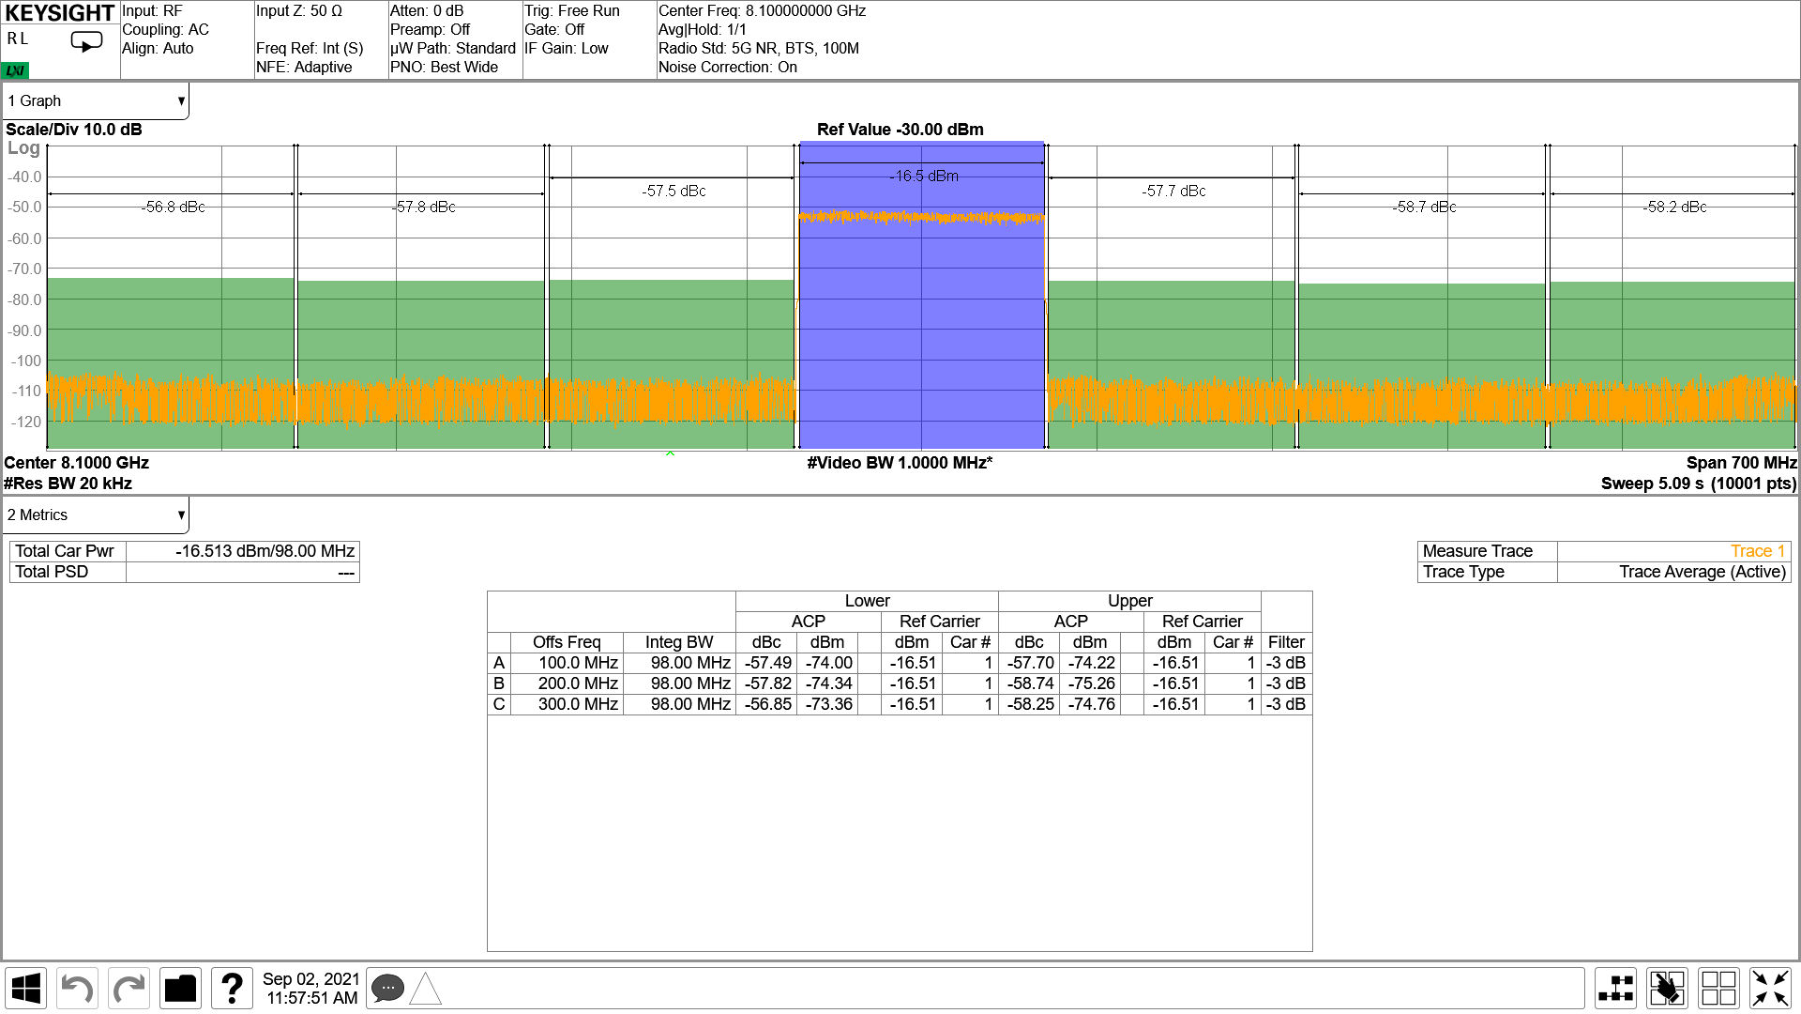 KEYSIGHT
R L
LXI
Input: RF
Coupling: AC
Align: Auto
Input Z: 50 Ω
Freq Ref: Int (S)
NFE: Adaptive
Atten: 0 dB
Preamp: Off
µW Path: Standard
PNO: Best Wide
Trig: Free Run
Gate: Off
IF Gain: Low
Center Freq: 8.100000000 GHz
Avg|Hold: 1/1
Radio Std: 5G NR, BTS, 100M
Noise Correction: On
1 Graph ▼
Scale/Div 10.0 dB
Ref Value -30.00 dBm
Log
-40.0
-50.0
-60.0
-70.0
-80.0
-90.0
-100
-110
-120
-56.8 dBc
-57.8 dBc
-57.5 dBc
-16.5 dBm
-57.7 dBc
-58.7 dBc
-58.2 dBc
Center 8.1000 GHz
#Video BW 1.0000 MHz*
Span 700 MHz
#Res BW 20 kHz
Sweep 5.09 s (10001 pts)
2 Metrics ▼
Total Car Pwr -16.513 dBm/98.00 MHz
Total PSD ---
Measure Trace Trace 1
Trace Type Trace Average (Active)
Lower Upper
ACP Ref Carrier ACP Ref Carrier
Offs Freq Integ BW dBc dBm dBm Car # dBc dBm dBm Car # Filter
A 100.0 MHz 98.00 MHz -57.49 -74.00 -16.51 1 -57.70 -74.22 -16.51 1 -3 dB
B 200.0 MHz 98.00 MHz -57.82 -74.34 -16.51 1 -58.74 -75.26 -16.51 1 -3 dB
C 300.0 MHz 98.00 MHz -56.85 -73.36 -16.51 1 -58.25 -74.76 -16.51 1 -3 dB
?
Sep 02, 2021
11:57:51 AM